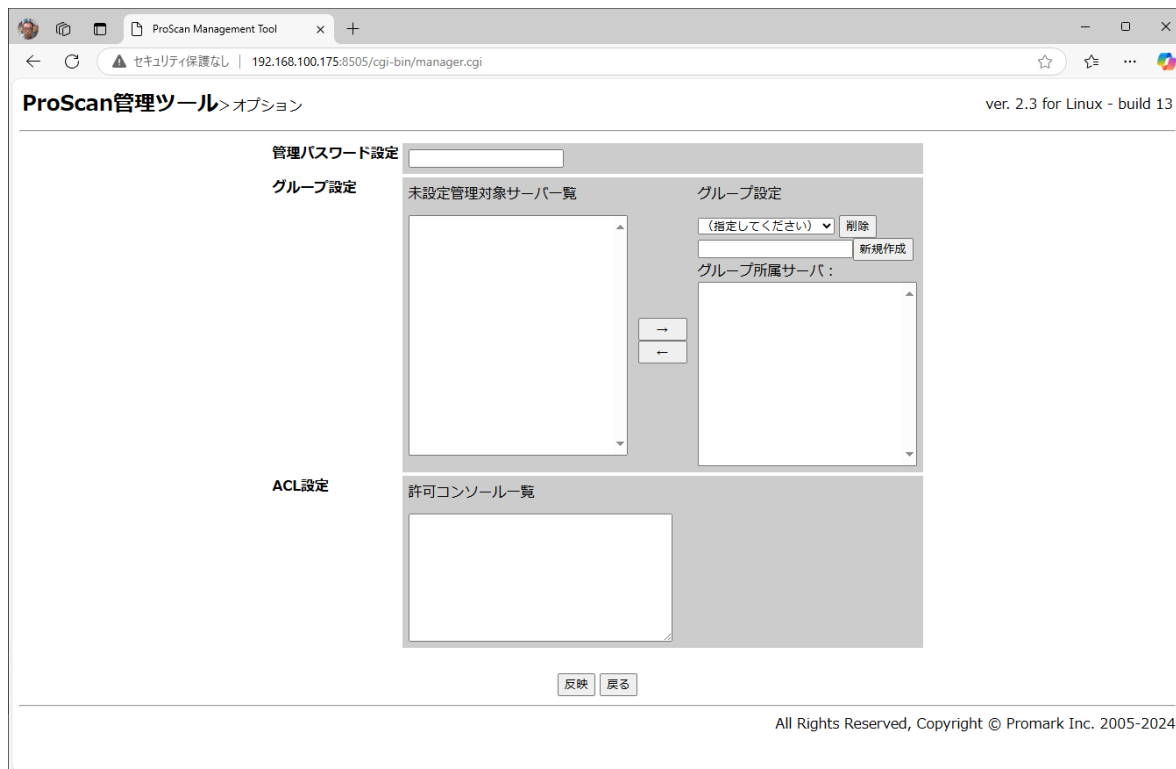 ProScan Management Tool
セキュリティ保護なし | 192.168.100.175:8505/cgi-bin/manager.cgi
ProScan管理ツール>オプション
ver. 2.3 for Linux - build 13
管理パスワード設定
グループ設定
未設定管理対象サーバ一覧
グループ設定
（指定してください） 削除
新規作成
グループ所属サーバ：
→
←
ACL設定
許可コンソール一覧
反映 戻る
All Rights Reserved, Copyright © Promark Inc. 2005-2024